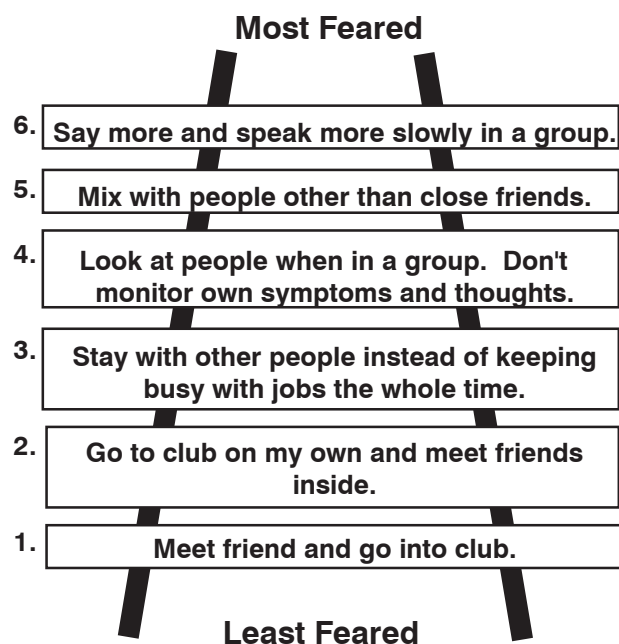 Most Feared
6. Say more and speak more slowly in a group.
5. Mix with people other than close friends.
4. Look at people when in a group. Don't
monitor own symptoms and thoughts.
3. Stay with other people instead of keeping
busy with jobs the whole time.
2. Go to club on my own and meet friends
inside.
1. Meet friend and go into club.
Least Feared